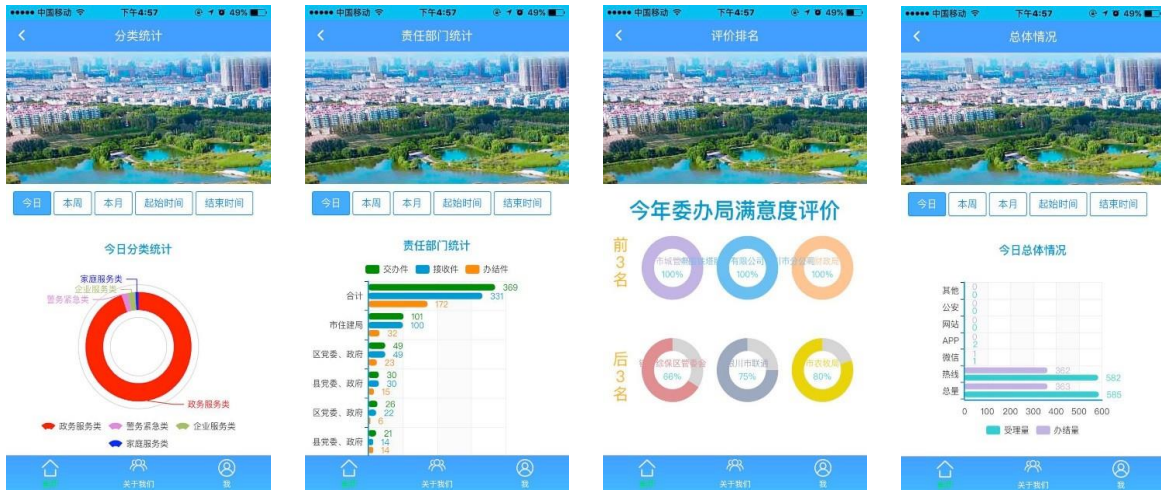 中国移动 下午4:57 49%
分类统计
今日 本周 本月 起始时间 结束时间
今日分类统计
家庭服务类
企业服务类
警务紧急类
政务服务类
政务服务类 警务紧急类 企业服务类
家庭服务类
关于我们 我
中国移动 下午4:57 49%
责任部门统计
今日 本周 本月 起始时间 结束时间
责任部门统计
交办件 接收件 办结件
合计 369 331 172
市住建局 101 100 32
区党委、政府 49 49 23
县党委、政府 30 30 15
区党委、政府 26 22 6
县党委、政府 21 14 14
关于我们 我
中国移动 下午4:57 49%
评价排名
今年委办局满意度评价
前3名
100% 100% 100%
后3名
66% 75% 80%
关于我们 我
中国移动 下午4:57 49%
总体情况
今日 本周 本月 起始时间 结束时间
今日总体情况
其他 0 0
公安 0 0
网站 0 0
APP 0 2
微信 1 1
热线 362 582
总量 363 585
0 100 200 300 400 500 600
受理量 办结量
关于我们 我